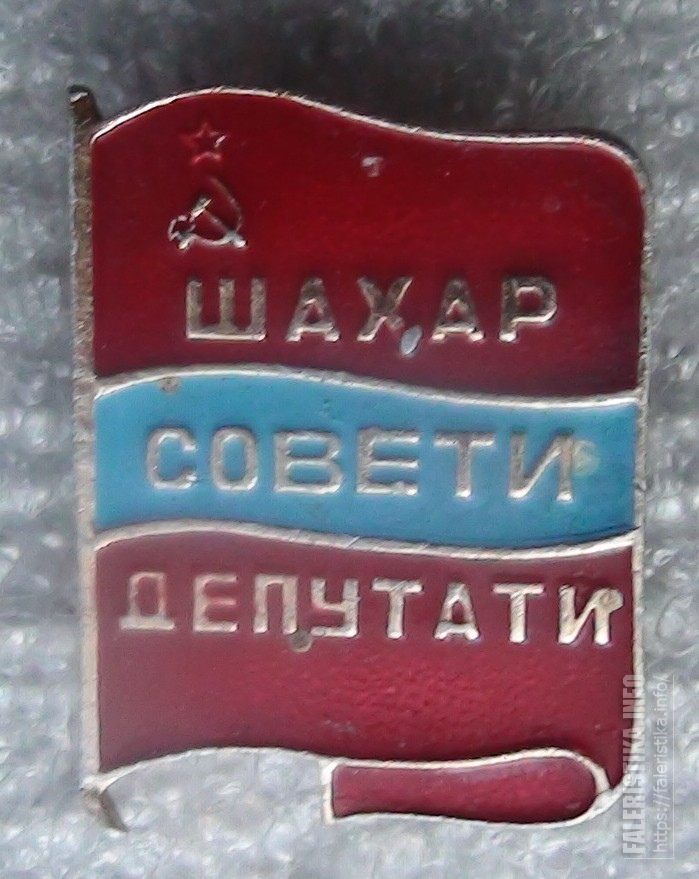 ШАҲАР
СОВЕТИ
ДЕПУТАТИ
FALERISTIKA.INFO
https://faleristika.info/